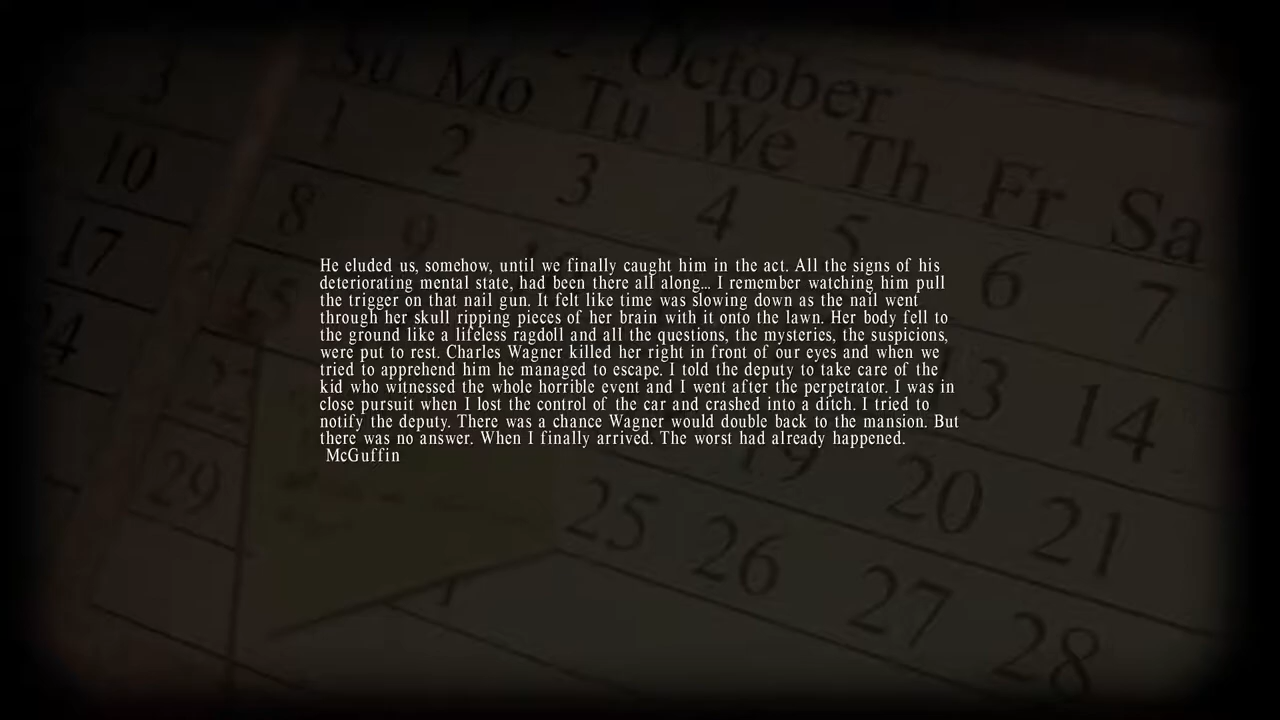 October
Su Mo Tu We Th Fr Sa
3 1 2 3 4 5 6 7
10 8 9 13 14
17 15 19 20 21
24 25 26 27 28
29
He eluded us, somehow, until we finally caught him in the act. All the signs of his
deteriorating mental state, had been there all along... I remember watching him pull
the trigger on that nail gun. It felt like time was slowing down as the nail went
through her skull ripping pieces of her brain with it onto the lawn. Her body fell to
the ground like a lifeless ragdoll and all the questions, the mysteries, the suspicions,
were put to rest. Charles Wagner killed her right in front of our eyes and when we
tried to apprehend him he managed to escape. I told the deputy to take care of the
kid who witnessed the whole horrible event and I went after the perpetrator. I was in
close pursuit when I lost the control of the car and crashed into a ditch. I tried to
notify the deputy. There was a chance Wagner would double back to the mansion. But
there was no answer. When I finally arrived. The worst had already happened.
McGuffin